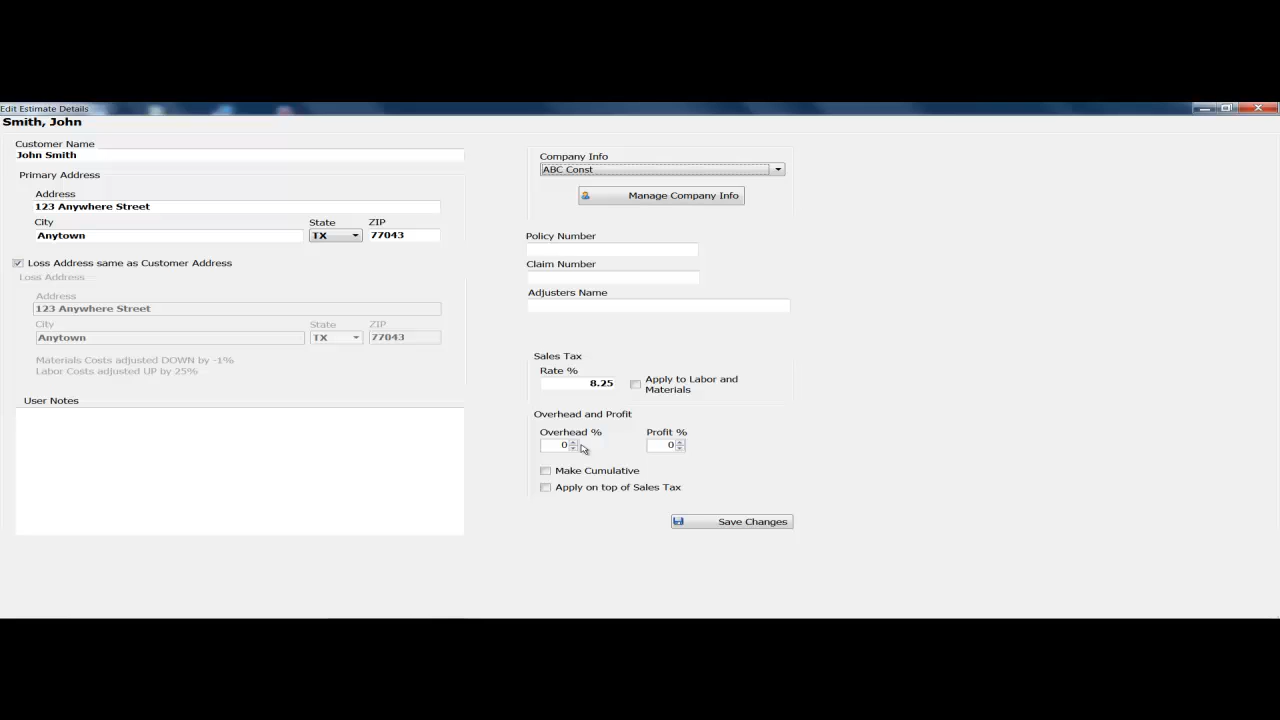 Edit Estimate Details
Smith, John
Customer Name
John Smith
Primary Address
Address
123 Anywhere Street
City State ZIP
Anytown TX 77043
Loss Address same as Customer Address
Loss Address
Address
123 Anywhere Street
City State ZIP
Anytown TX 77043
Materials Costs adjusted DOWN by -1%
Labor Costs adjusted UP by 25%
User Notes
Company Info
ABC Const
Manage Company Info
Policy Number
Claim Number
Adjusters Name
Sales Tax
Rate %
8.25
Apply to Labor and
Materials
Overhead and Profit
Overhead % Profit %
0 0
Make Cumulative
Apply on top of Sales Tax
Save Changes